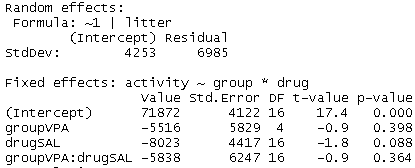 Random effects:
Formula: ~1 | litter
(Intercept) Residual
StdDev: 4253 6985
Fixed effects: activity ~ group * drug
Value Std.Error DF t-value p-value
(Intercept) 71872 4122 16 17.4 0.000
groupVPA -5516 5829 4 -0.9 0.398
drugSAL -8023 4417 16 -1.8 0.088
groupVPA:drugSAL -5838 6247 16 -0.9 0.364